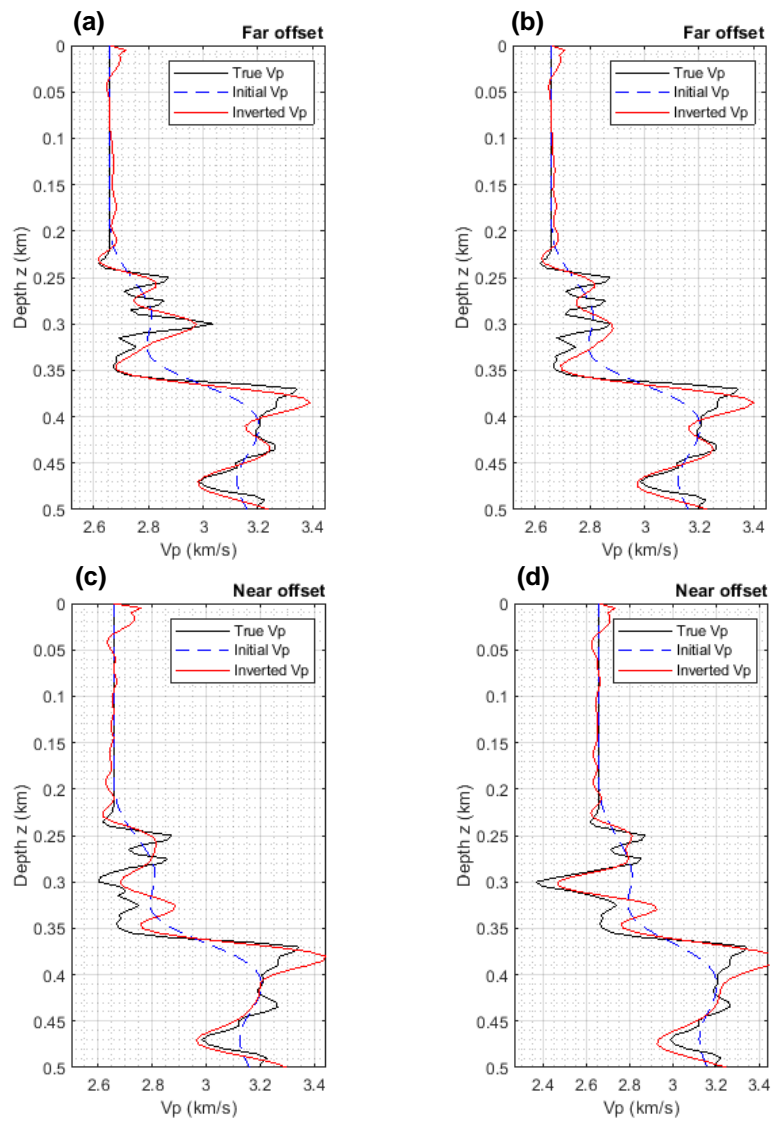 (a)
Far offset
True Vp
Initial Vp
Inverted Vp
0
0.05
0.1
0.15
0.2
0.25
0.3
0.35
0.4
0.45
0.5
Depth z (km)
2.6 2.8 3 3.2 3.4
Vp (km/s)
(b)
Far offset
True Vp
Initial Vp
Inverted Vp
0
0.05
0.1
0.15
0.2
0.25
0.3
0.35
0.4
0.45
0.5
Depth z (km)
2.6 2.8 3 3.2 3.4
Vp (km/s)
(c)
Near offset
True Vp
Initial Vp
Inverted Vp
0
0.05
0.1
0.15
0.2
0.25
0.3
0.35
0.4
0.45
0.5
Depth z (km)
2.6 2.8 3 3.2 3.4
Vp (km/s)
(d)
Near offset
True Vp
Initial Vp
Inverted Vp
0
0.05
0.1
0.15
0.2
0.25
0.3
0.35
0.4
0.45
0.5
Depth z (km)
2.4 2.6 2.8 3 3.2 3.4
Vp (km/s)